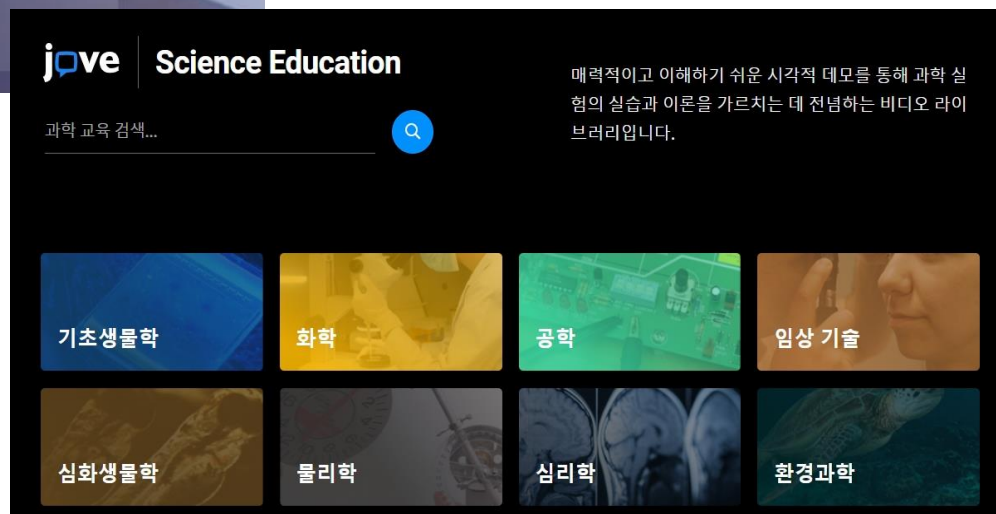 jove Science Education
매력적이고 이해하기 쉬운 시각적 데모를 통해 과학 실
험의 실습과 이론을 가르치는 데 전념하는 비디오 라이
브러리입니다.
과학 교육 검색...
기초생물학
화학
공학
임상 기술
심화생물학
물리학
심리학
환경과학